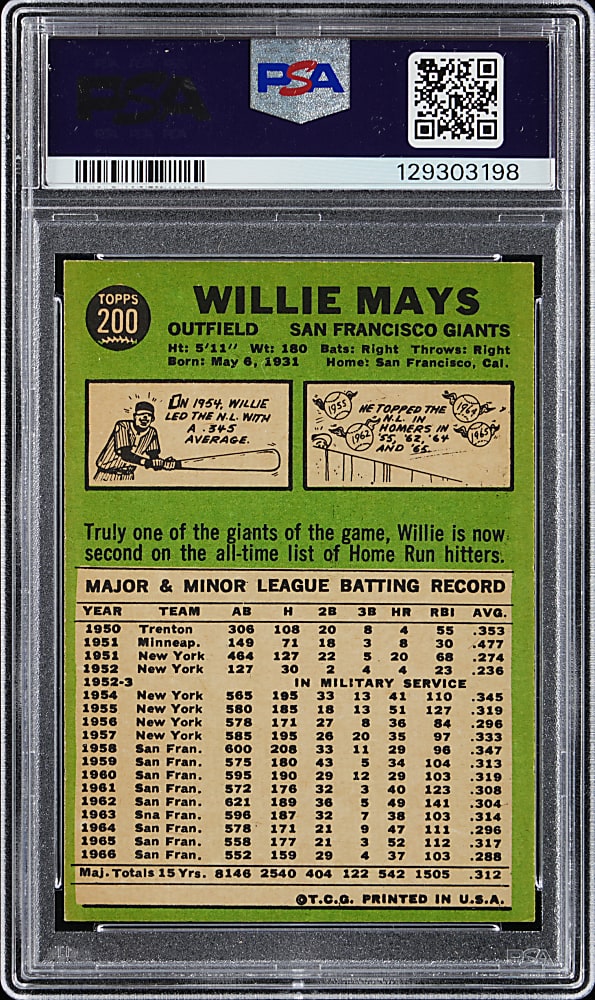 PSA
PSA
129303198
TOPPS
200
WILLIE MAYS
OUTFIELD SAN FRANCISCO GIANTS
Ht: 5'11" Wt: 180 Bats: Right Throws: Right
Born: May 6, 1931 Home: San Francisco, Cal.
ON 1954, WILLIE
LED THE N.L. WITH
A .345
AVERAGE.
1955
1962
1964
1965
HE TOPPED THE
N.L. IN
HOMERS IN
'55, '62, '64
AND '65.
Truly one of the giants of the game, Willie is now
second on the all-time list of Home Run hitters.
MAJOR & MINOR LEAGUE BATTING RECORD
YEAR TEAM AB H 2B 3B HR RBI AVG.
1950 Trenton 306 108 20 8 4 55 .353
1951 Minneap. 149 71 18 3 8 30 .477
1951 New York 464 127 22 5 20 68 .274
1952 New York 127 30 2 4 4 23 .236
1952-3 IN MILITARY SERVICE
1954 New York 565 195 33 13 41 110 .345
1955 New York 580 185 18 13 51 127 .319
1956 New York 578 171 27 8 36 84 .296
1957 New York 585 195 26 20 35 97 .333
1958 San Fran. 600 208 33 11 29 96 .347
1959 San Fran. 575 180 43 5 34 104 .313
1960 San Fran. 595 190 29 12 29 103 .319
1961 San Fran. 572 176 32 3 40 123 .308
1962 San Fran. 621 189 36 5 49 141 .304
1963 Sna Fran. 596 187 32 7 38 103 .314
1964 San Fran. 578 171 21 9 47 111 .296
1965 San Fran. 558 177 21 3 52 112 .317
1966 San Fran. 552 159 29 4 37 103 .288
Maj. Totals 15 Yrs. 8146 2540 404 122 542 1505 .312
©T.C.G. PRINTED IN U.S.A.
PSA